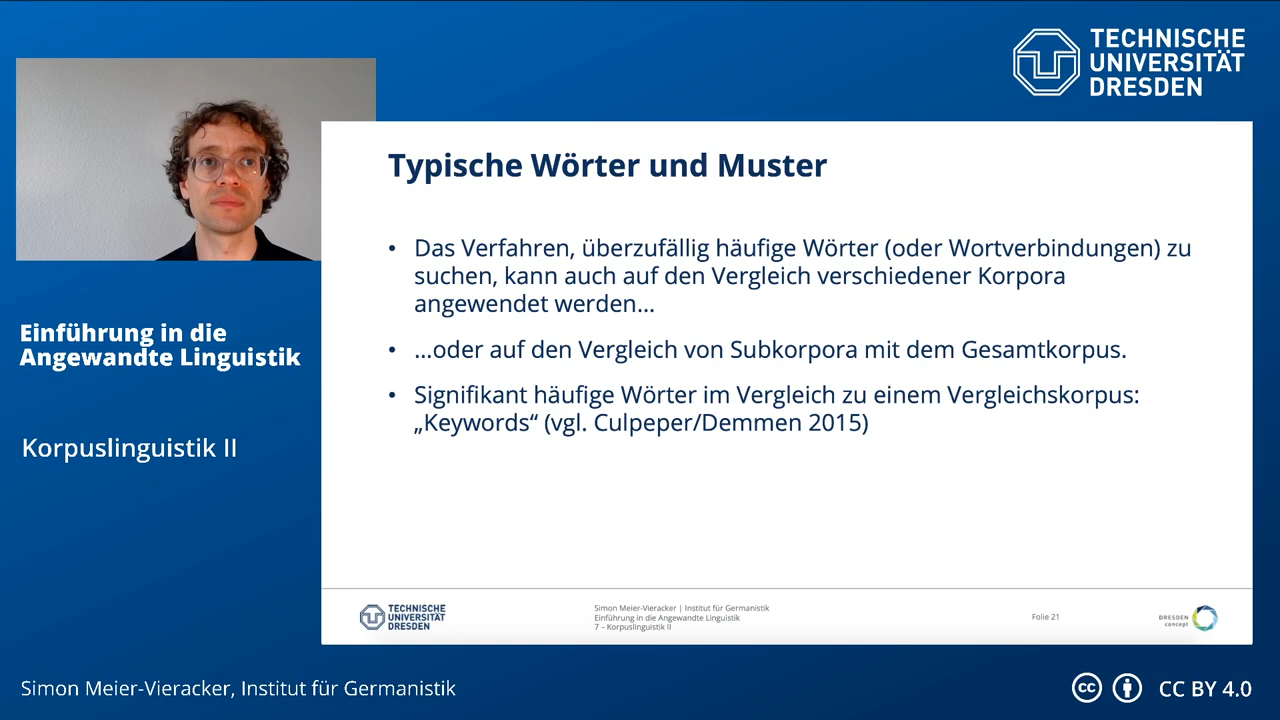 TECHNISCHE
UNIVERSITÄT
DRESDEN
Typische Wörter und Muster
• Das Verfahren, überzufällig häufige Wörter (oder Wortverbindungen) zu
suchen, kann auch auf den Vergleich verschiedener Korpora
angewendet werden…
• …oder auf den Vergleich von Subkorpora mit dem Gesamtkorpus.
• Signifikant häufige Wörter im Vergleich zu einem Vergleichskorpus:
„Keywords“ (vgl. Culpeper/Demmen 2015)
Einführung in die
Angewandte Linguistik
Korpuslinguistik II
TECHNISCHE
UNIVERSITÄT
DRESDEN
Simon Meier-Vieracker | Institut für Germanistik
Einführung in die Angewandte Linguistik
7 – Korpuslinguistik II
Folie 21
DRESDEN
concept
Simon Meier-Vieracker, Institut für Germanistik
cc
CC BY 4.0